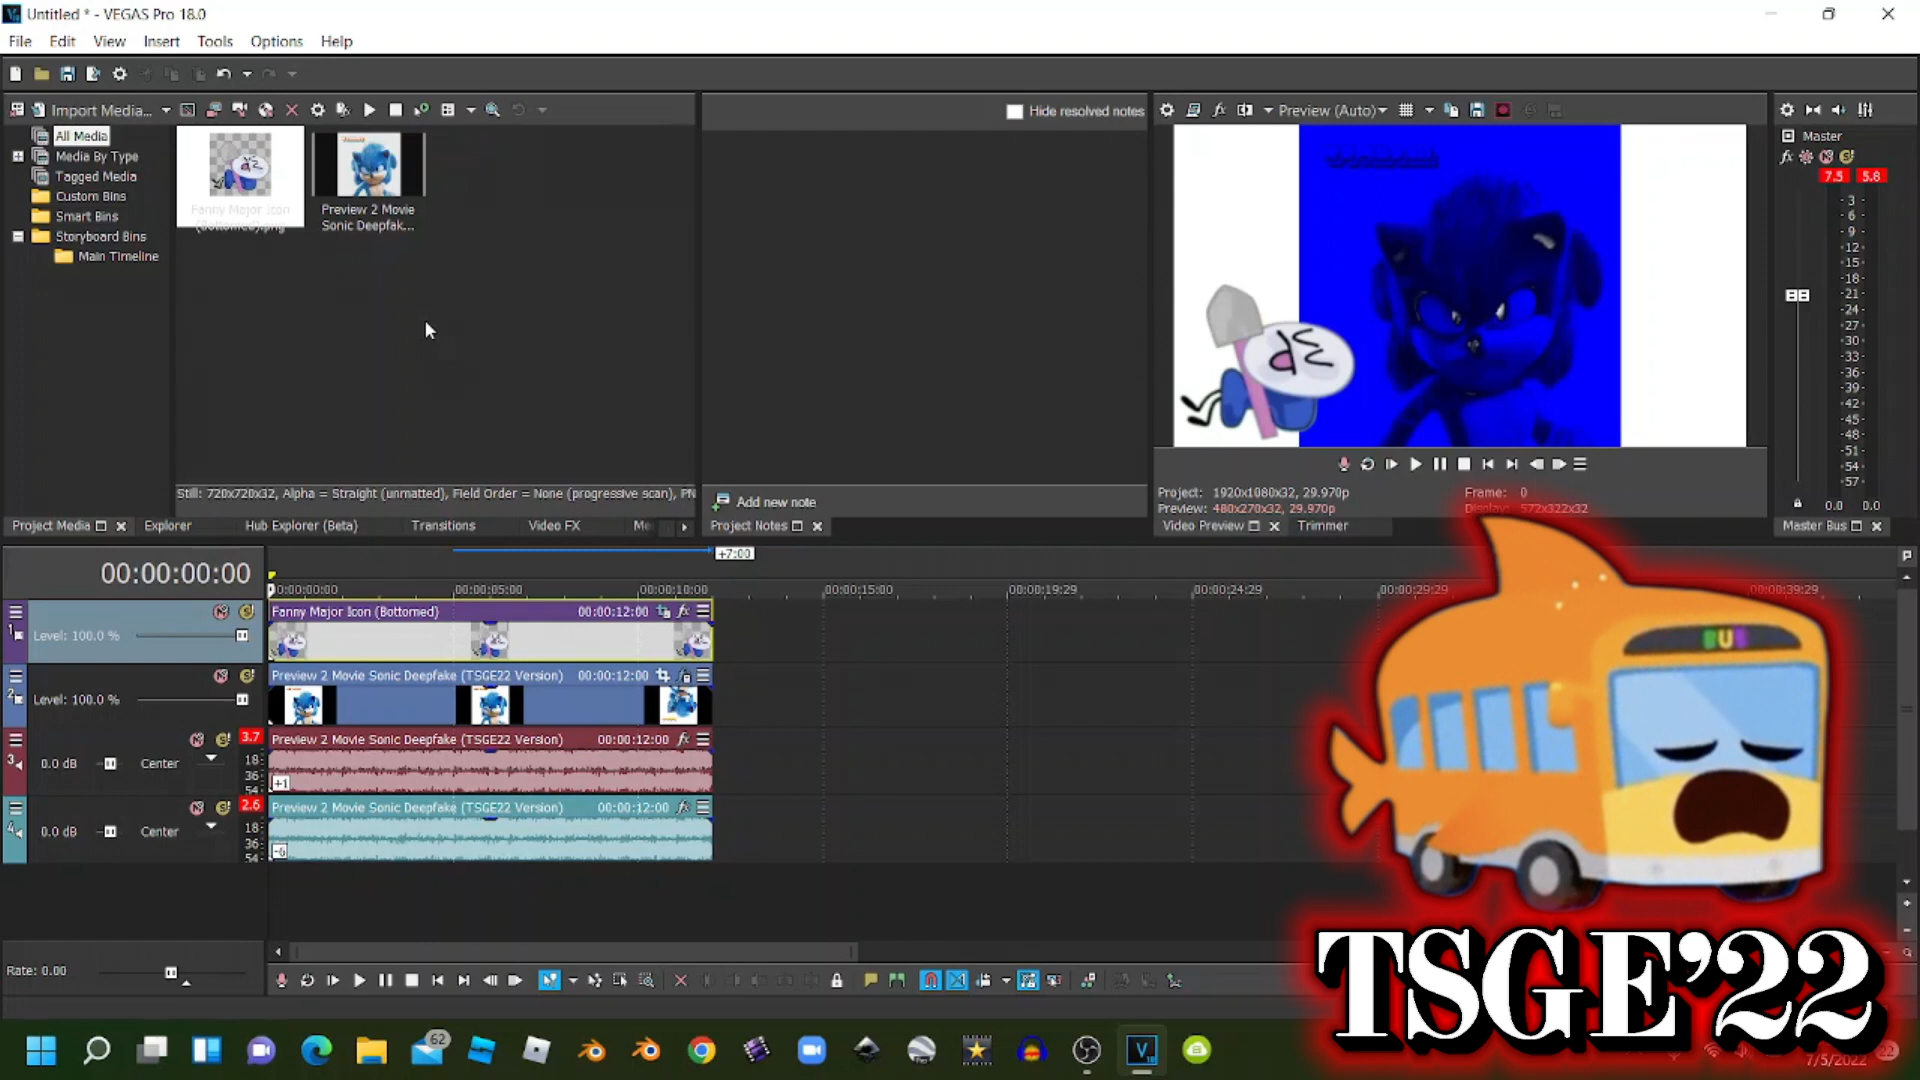 Untitled * - VEGAS Pro 18.0
File Edit View Insert Tools Options Help
Import Media...
Hide resolved notes
Preview (Auto)
All Media
Media By Type
Tagged Media
Custom Bins
Smart Bins
Storyboard Bins
Main Timeline
Fanny Major Icon
(Bottomed).png
Preview 2 Movie
Sonic Deepfak...
Master
7.5 5.8
-3-
-6-
-9-
-12-
-15-
-18-
-21-
-24-
-27-
-30-
-33-
-36-
-39-
-42-
-45-
-48-
-51-
-54-
-57-
0.0 0.0
Still: 720x720x32, Alpha = Straight (unmatted), Field Order = None (progressive scan), PN
Add new note
Project: 1920x1080x32, 29.970p
Preview: 480x270x32, 29.970p
Frame: 0
Display: 572x322x32
Project Media Explorer Hub Explorer (Beta) Transitions Video FX Me
Project Notes
Video Preview Trimmer
Master Bus
+7:00
00:00:00:00
00:00:00:00 00:00:05:00 00:00:10:00 00:00:15:00 00:00:19:29 00:00:24:29 00:00:29:29 00:00:39:29
1
Level: 100.0 %
Fanny Major Icon (Bottomed) 00:00:12:00
2
Level: 100.0 %
Preview 2 Movie Sonic Deepfake (TSGE22 Version) 00:00:12:00
3
0.0 dB Center
3.7
18-
36-
54-
Preview 2 Movie Sonic Deepfake (TSGE22 Version) 00:00:12:00
+1
4
0.0 dB Center
2.6
18-
36-
54-
Preview 2 Movie Sonic Deepfake (TSGE22 Version) 00:00:12:00
-6
BUS
TSGE'22
Rate: 0.00
62
V
18
7/5/2022
22